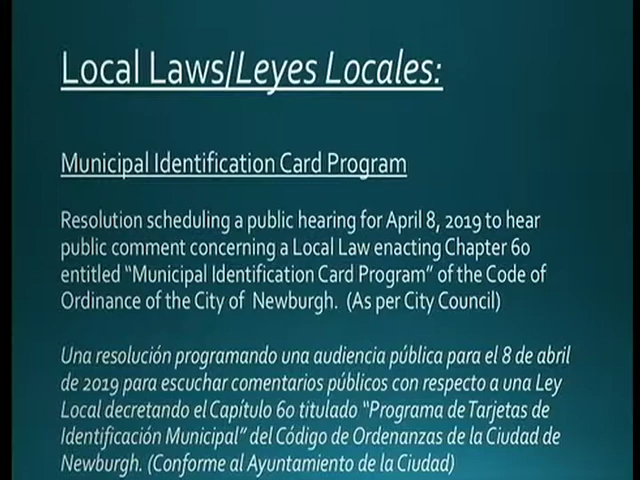 Local Laws/Leyes Locales:
Municipal Identification Card Program
Resolution scheduling a public hearing for April 8, 2019 to hear
public comment concerning a Local Law enacting Chapter 60
entitled “Municipal Identification Card Program” of the Code of
Ordinance of the City of Newburgh. (As per City Council)
Una resolución programando una audiencia pública para el 8 de abril
de 2019 para escuchar comentarios públicos con respecto a una Ley
Local decretando el Capítulo 60 titulado “Programa de Tarjetas de
Identificación Municipal” del Código de Ordenanzas de la Ciudad de
Newburgh. (Conforme al Ayuntamiento de la Ciudad)